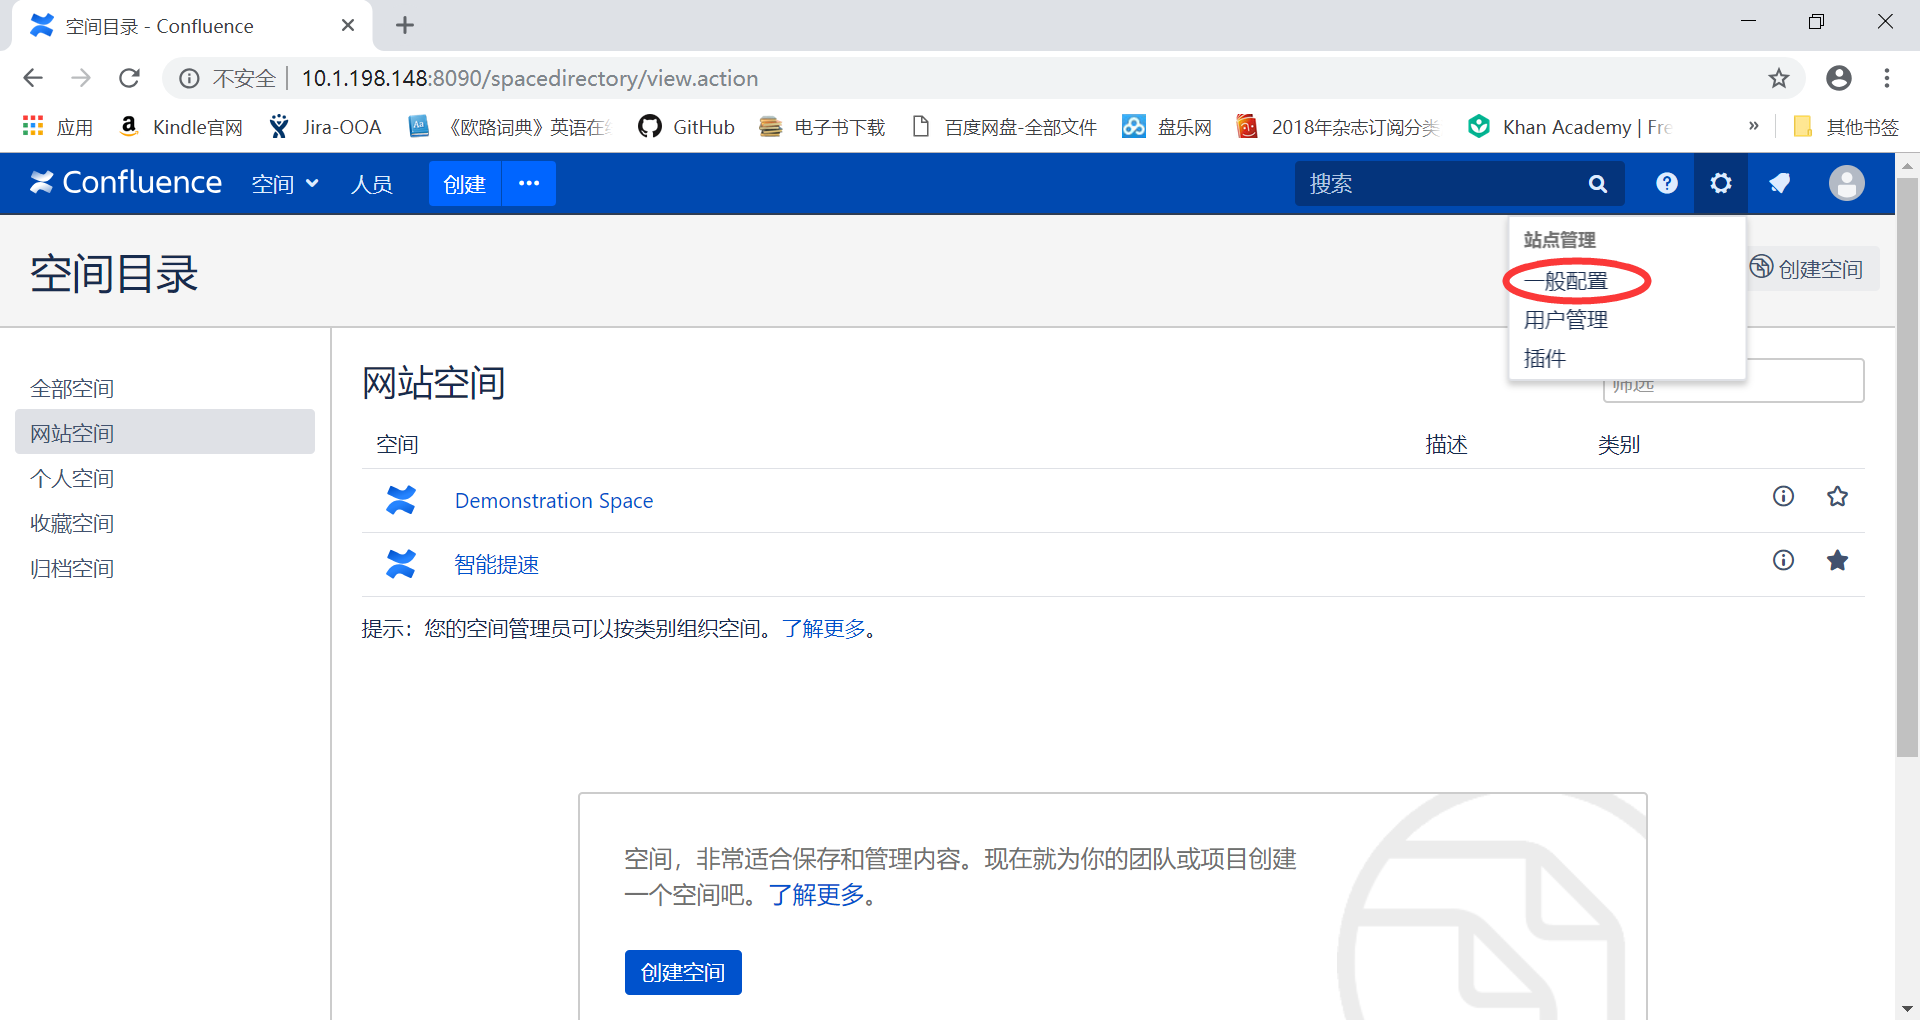 空间目录 - Confluence
不安全 10.1.198.148:8090/spacedirectory/view.action
应用 Kindle官网 Jira-OOA 《欧路词典》英语在 GitHub 电子书下载 百度网盘-全部文件 盘乐网 2018年杂志订阅分类 Khan Academy | Fre » 其他书签
Confluence 空间 人员 创建 ··· 搜索
站点管理
一般配置
用户管理
插件
空间目录
创建空间
全部空间
网站空间
个人空间
收藏空间
归档空间
网站空间
筛选
空间 描述 类别
Demonstration Space
智能提速
提示：您的空间管理员可以按类别组织空间。了解更多。
空间，非常适合保存和管理内容。现在就为你的团队或项目创建
一个空间吧。了解更多。
创建空间